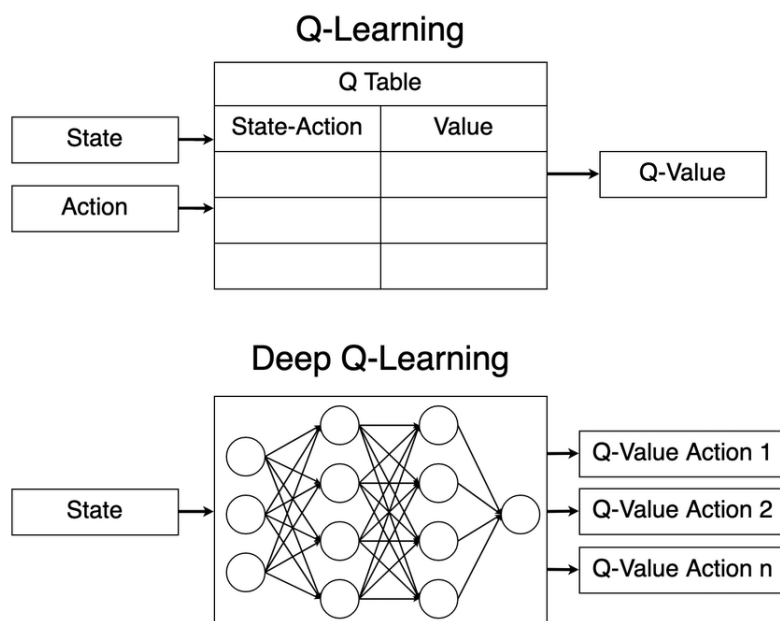 Q-Learning
Q Table
State-Action Value
State
Action
Q-Value
Deep Q-Learning
State
Q-Value Action 1
Q-Value Action 2
Q-Value Action n